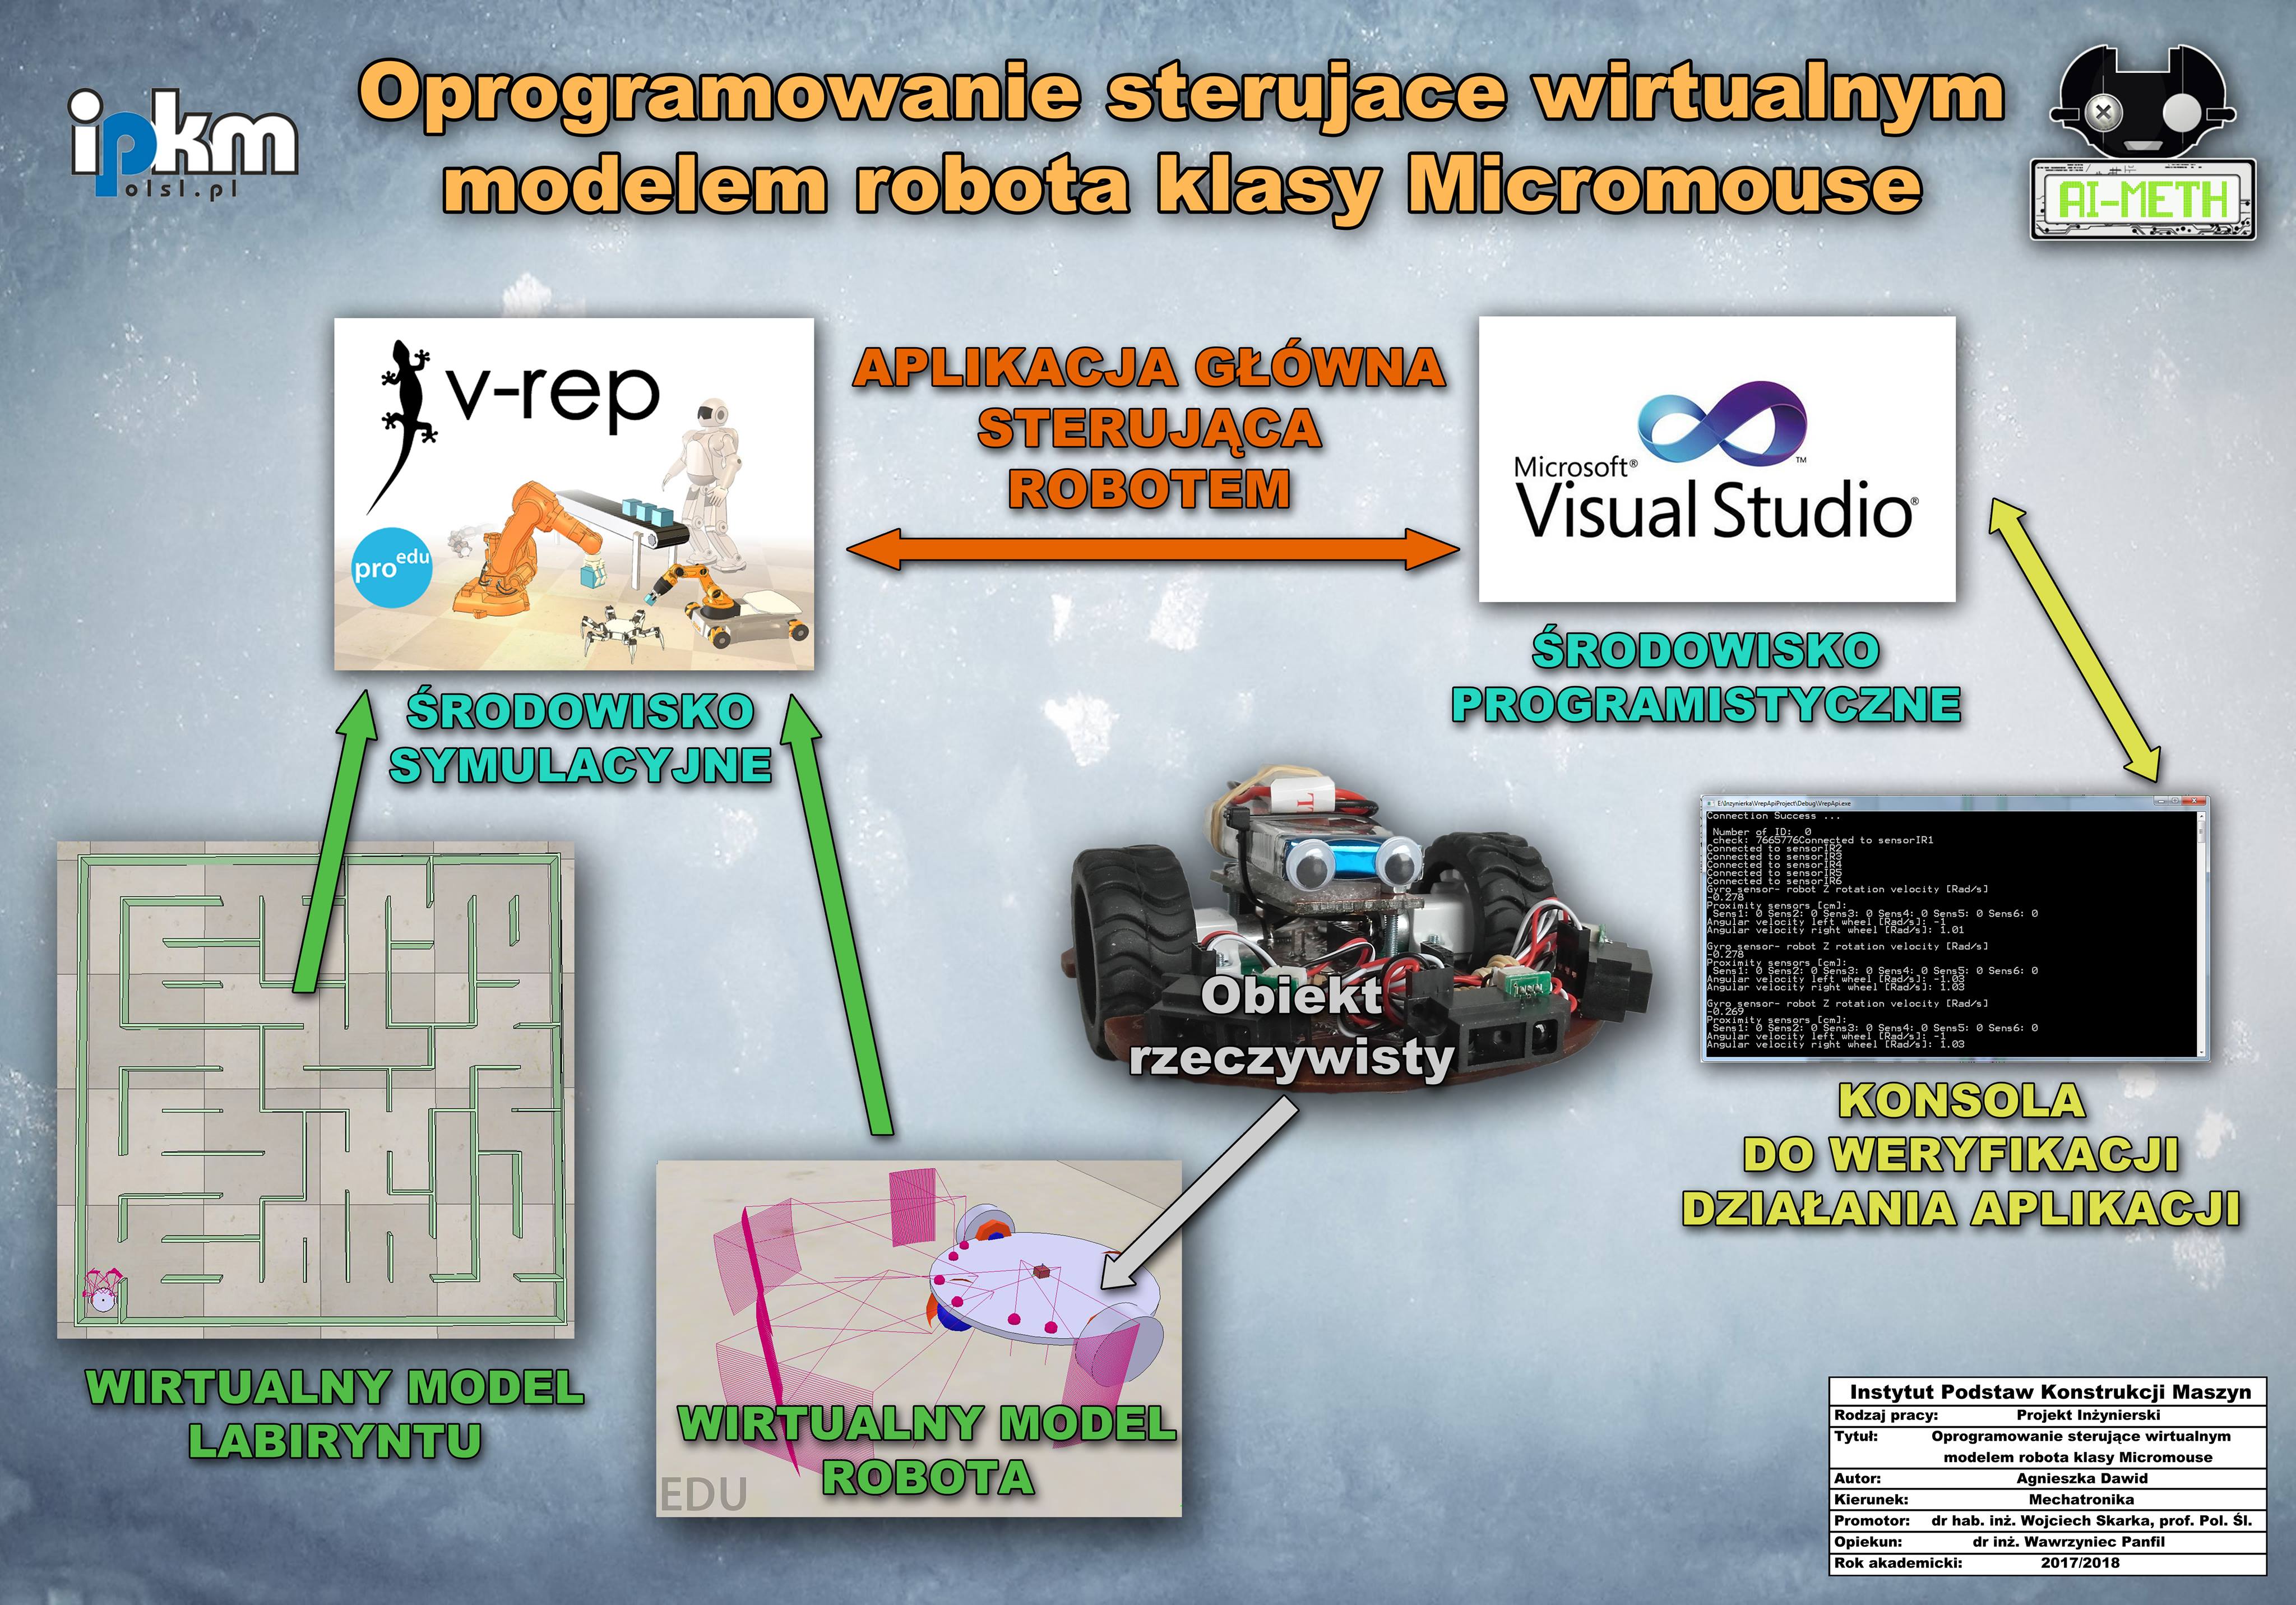 ipkm
olsl.pl
Oprogramowanie sterujace wirtualnym
modelem robota klasy Micromouse
AI-METH
v-rep
pro edu
APLIKACJA GŁÓWNA
STERUJĄCA
ROBOTEM
Microsoft®
Visual Studio®
™
ŚRODOWISKO
SYMULACYJNE
ŚRODOWISKO
PROGRAMISTYCZNE
E:\Inzynierka\VrepApiProject\Debug\VrepApi.exe
Connection Success ...
Number of ID: 0
check: 7665776Connected to sensorIR1
Connected to sensorIR2
Connected to sensorIR3
Connected to sensorIR4
Connected to sensorIR5
Connected to sensorIR6
Gyro sensor- robot Z rotation velocity [Rad/s]
-0.278
Proximity sensors [cm]:
Sens1: 0 Sens2: 0 Sens3: 0 Sens4: 0 Sens5: 0 Sens6: 0
Angular velocity left wheel [Rad/s]: -1
Angular velocity right wheel [Rad/s]: 1.01
Gyro sensor- robot Z rotation velocity [Rad/s]
-0.278
Proximity sensors [cm]:
Sens1: 0 Sens2: 0 Sens3: 0 Sens4: 0 Sens5: 0 Sens6: 0
Angular velocity left wheel [Rad/s]: -1.03
Angular velocity right wheel [Rad/s]: 1.03
Gyro sensor- robot Z rotation velocity [Rad/s]
-0.269
Proximity sensors [cm]:
Sens1: 0 Sens2: 0 Sens3: 0 Sens4: 0 Sens5: 0 Sens6: 0
Angular velocity left wheel [Rad/s]: -1
Angular velocity right wheel [Rad/s]: 1.03
Obiekt
rzeczywisty
KONSOLA
DO WERYFIKACJI
DZIAŁANIA APLIKACJI
WIRTUALNY MODEL
LABIRYNTU
WIRTUALNY MODEL
ROBOTA
EDU
Instytut Podstaw Konstrukcji Maszyn
Rodzaj pracy: Projekt Inżynierski
Tytuł: Oprogramowanie sterujące wirtualnym
modelem robota klasy Micromouse
Autor: Agnieszka Dawid
Kierunek: Mechatronika
Promotor: dr hab. inż. Wojciech Skarka, prof. Pol. Śl.
Opiekun: dr inż. Wawrzyniec Panfil
Rok akademicki: 2017/2018